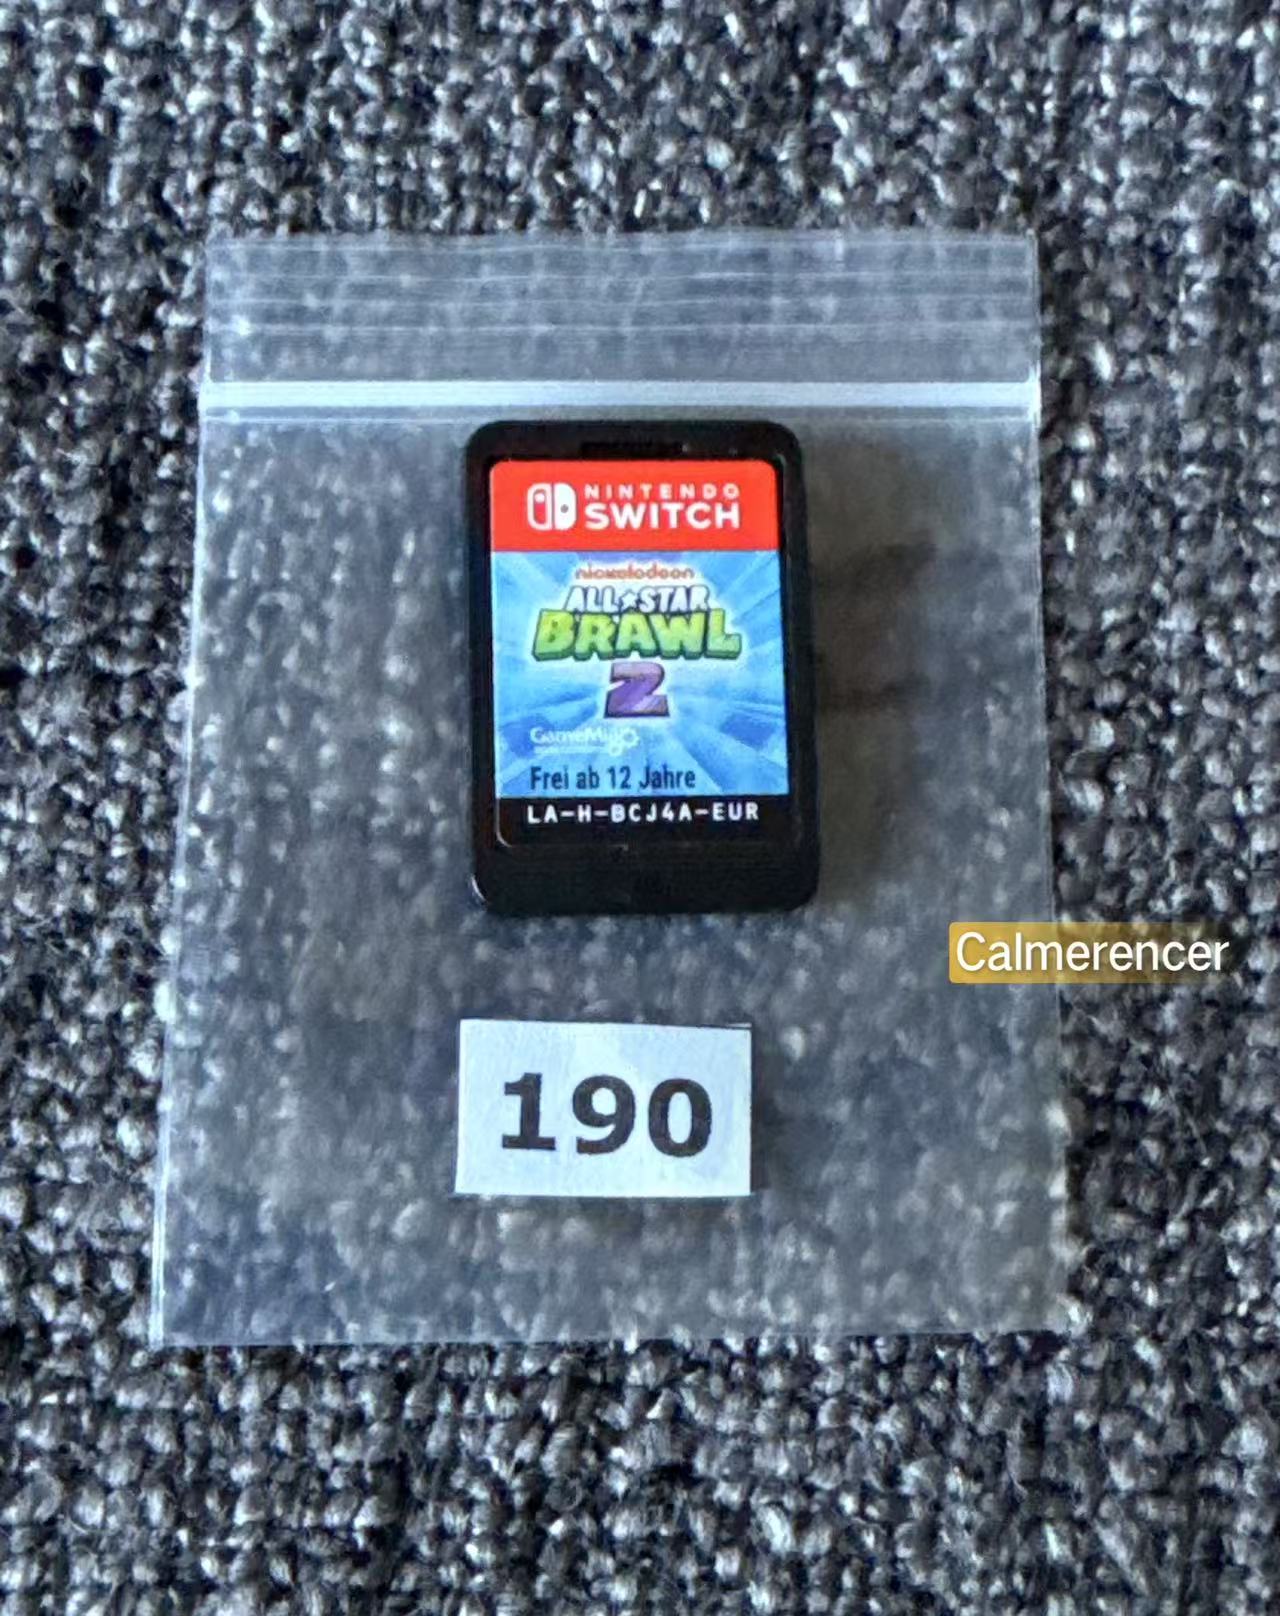 NINTENDO
SWITCH
nickelodeon
ALL★STAR
BRAWL
2
GameMill
Frei ab 12 Jahre
LA-H-BCJ4A-EUR
Calmerencer
190